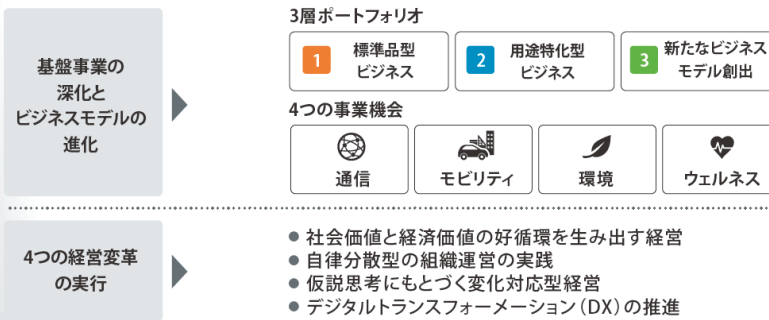 基盤事業の
深化と
ビジネスモデルの
進化
3層ポートフォリオ
1
標準品型
ビジネス
2
用途特化型
ビジネス
3
新たなビジネス
モデル創出
4つの事業機会
通信
モビリティ
環境
ウェルネス
4つの経営変革
の実行
● 社会価値と経済価値の好循環を生み出す経営
● 自律分散型の組織運営の実践
● 仮説思考にもとづく変化対応型経営
● デジタルトランスフォーメーション（DX）の推進